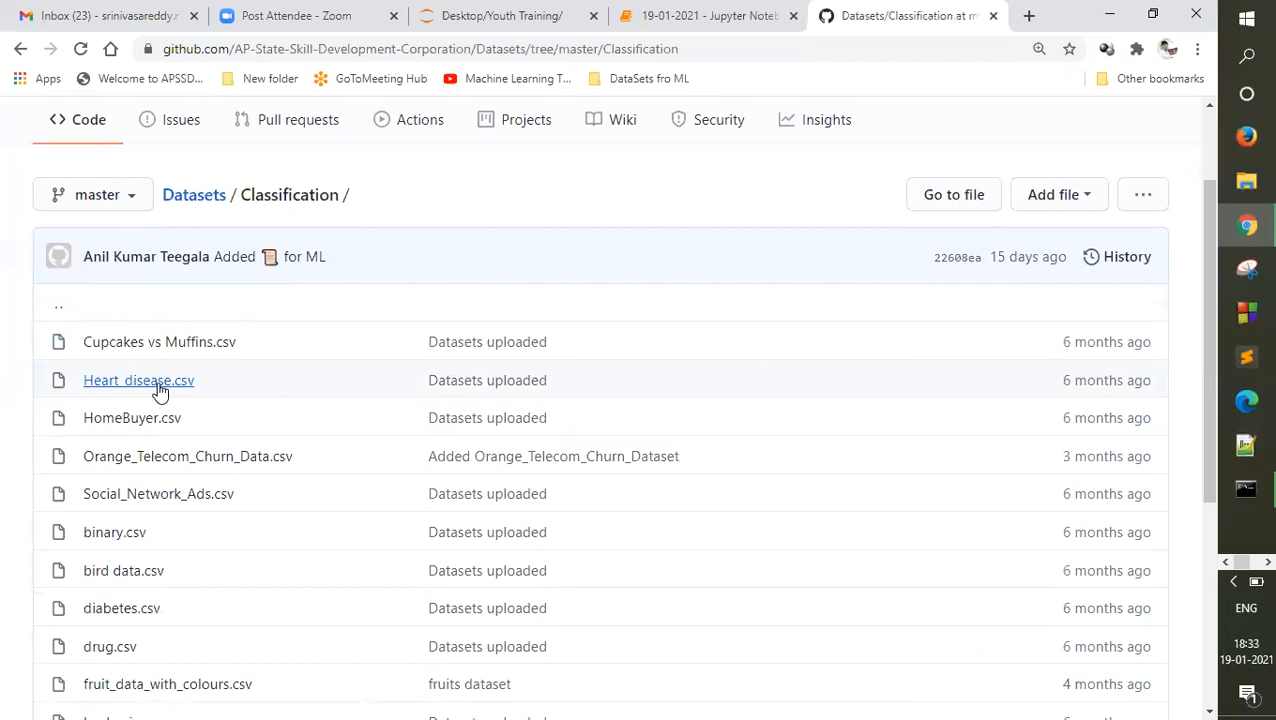 Inbox (23) - srinivasareddy.r
Post Attendee - Zoom
Desktop/Youth Training/
19-01-2021 - Jupyter Noteb
Datasets/Classification at m
github.com/AP-State-Skill-Development-Corporation/Datasets/tree/master/Classification
Apps
Welcome to APSSD...
New folder
GoToMeeting Hub
Machine Learning T...
DataSets fro ML
Other bookmarks
Code
Issues
Pull requests
Actions
Projects
Wiki
Security
Insights
master
Datasets / Classification /
Go to file
Add file
Anil Kumar Teegala Added 📜 for ML
22608ea 15 days ago
History
..
Cupcakes vs Muffins.csv Datasets uploaded 6 months ago
Heart_disease.csv Datasets uploaded 6 months ago
HomeBuyer.csv Datasets uploaded 6 months ago
Orange_Telecom_Churn_Data.csv Added Orange_Telecom_Churn_Dataset 3 months ago
Social_Network_Ads.csv Datasets uploaded 6 months ago
binary.csv Datasets uploaded 6 months ago
bird data.csv Datasets uploaded 6 months ago
diabetes.csv Datasets uploaded 6 months ago
drug.csv Datasets uploaded 6 months ago
fruit_data_with_colours.csv fruits dataset 4 months ago
ENG
18:33
19-01-2021
1